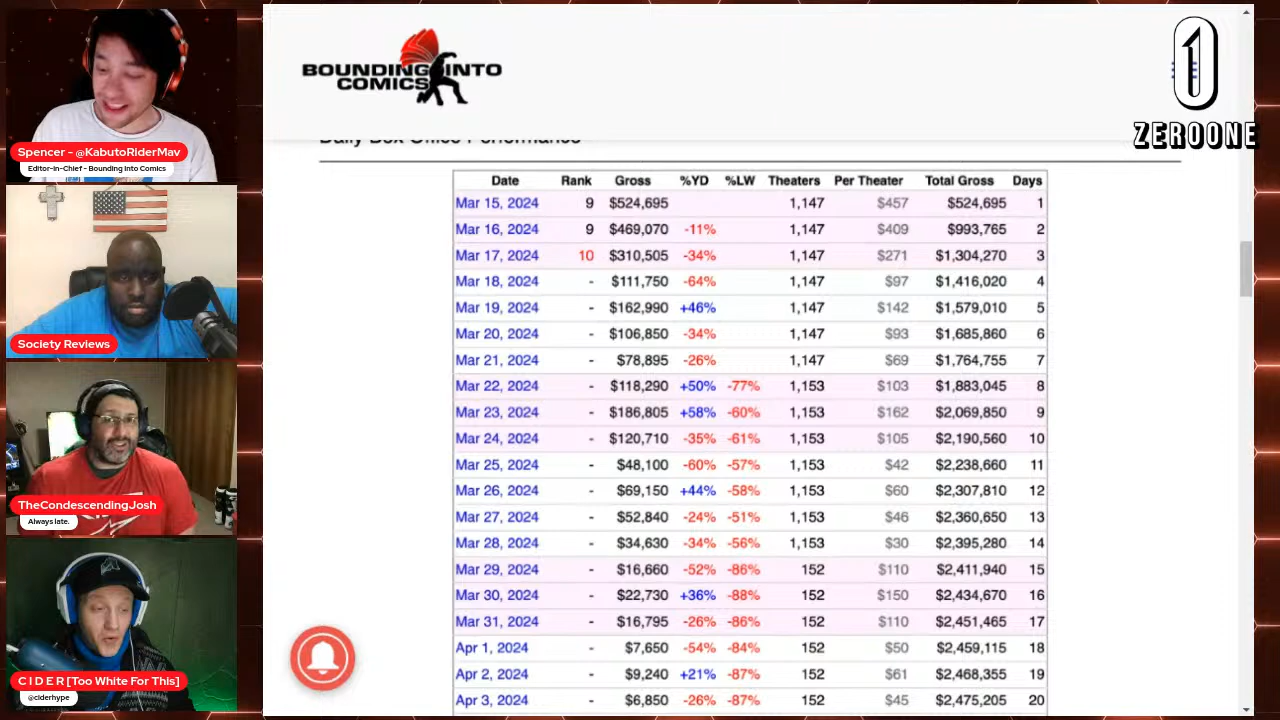 BOUNDING INTO
COMICS
ZEROONE
Spencer - @KabutoRiderMav
Editor-in-Chief - Bounding Into Comics
Society Reviews
TheCondescendingJosh
Always late.
C I D E R [Too White For This]
@ciderhype
Daily Box Office Performance
Date Rank Gross %YD %LW Theaters Per Theater Total Gross Days
Mar 15, 2024 9 $524,695 1,147 $457 $524,695 1
Mar 16, 2024 9 $469,070 -11% 1,147 $409 $993,765 2
Mar 17, 2024 10 $310,505 -34% 1,147 $271 $1,304,270 3
Mar 18, 2024 - $111,750 -64% 1,147 $97 $1,416,020 4
Mar 19, 2024 - $162,990 +46% 1,147 $142 $1,579,010 5
Mar 20, 2024 - $106,850 -34% 1,147 $93 $1,685,860 6
Mar 21, 2024 - $78,895 -26% 1,147 $69 $1,764,755 7
Mar 22, 2024 - $118,290 +50% -77% 1,153 $103 $1,883,045 8
Mar 23, 2024 - $186,805 +58% -60% 1,153 $162 $2,069,850 9
Mar 24, 2024 - $120,710 -35% -61% 1,153 $105 $2,190,560 10
Mar 25, 2024 - $48,100 -60% -57% 1,153 $42 $2,238,660 11
Mar 26, 2024 - $69,150 +44% -58% 1,153 $60 $2,307,810 12
Mar 27, 2024 - $52,840 -24% -51% 1,153 $46 $2,360,650 13
Mar 28, 2024 - $34,630 -34% -56% 1,153 $30 $2,395,280 14
Mar 29, 2024 - $16,660 -52% -86% 152 $110 $2,411,940 15
Mar 30, 2024 - $22,730 +36% -88% 152 $150 $2,434,670 16
Mar 31, 2024 - $16,795 -26% -86% 152 $110 $2,451,465 17
Apr 1, 2024 - $7,650 -54% -84% 152 $50 $2,459,115 18
Apr 2, 2024 - $9,240 +21% -87% 152 $61 $2,468,355 19
Apr 3, 2024 - $6,850 -26% -87% 152 $45 $2,475,205 20